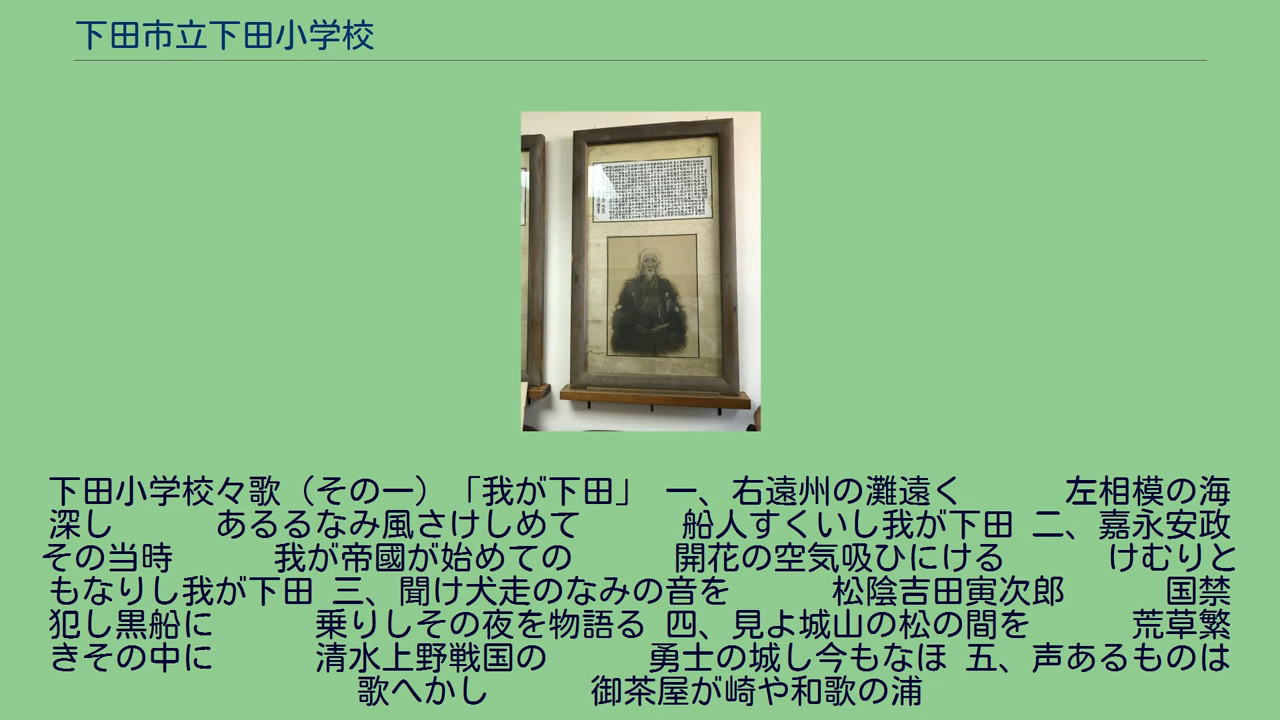 下田市立下田小学校
下田小学校々歌（その一）「我が下田」 一、右遠州の灘遠く　　　左相模の海
深し　　　あるるなみ風さけしめて　　　船人すくいし我が下田 二、嘉永安政
その当時　　　我が帝國が始めての　　　開花の空気吸ひにける　　　けむりと
もなりし我が下田 三、聞け犬走のなみの音を　　　松陰吉田寅次郎　　　国禁
犯し黒船に　　　乗りしその夜を物語る 四、見よ城山の松の間を　　　荒草繁
きその中に　　　清水上野戦国の　　　勇士の城し今もなほ 五、声あるものは
歌へかし　　　御茶屋が崎や和歌の浦